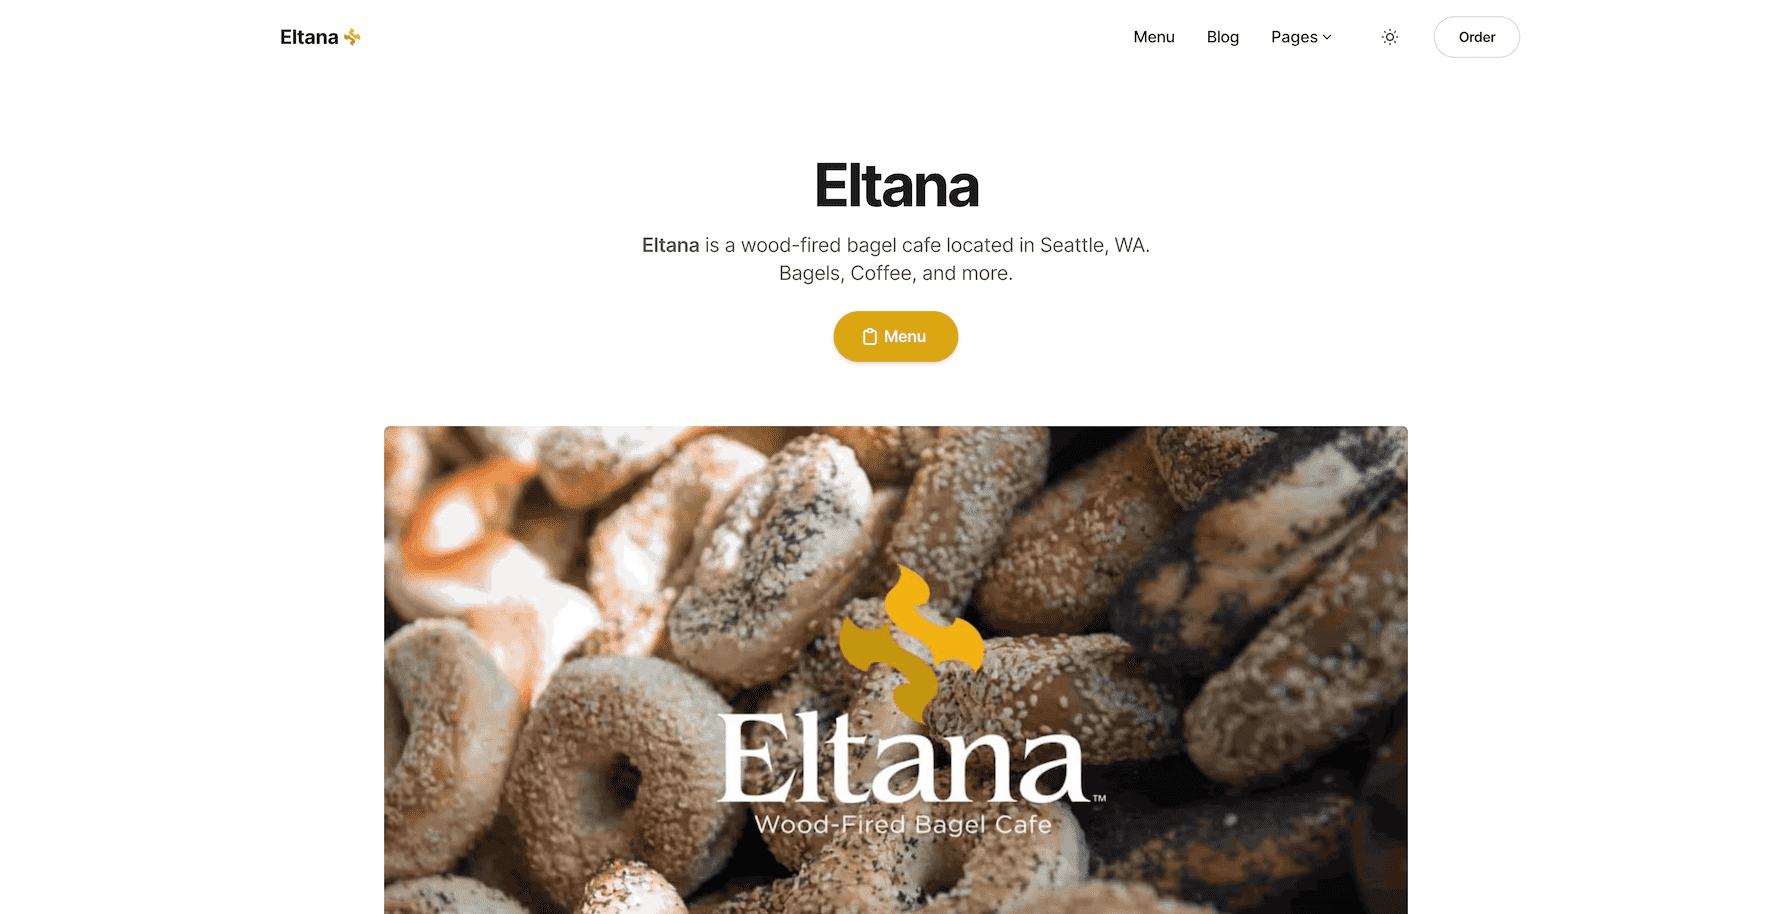 Eltana
Menu
Blog
Pages
Order
Eltana
Eltana is a wood-fired bagel cafe located in Seattle, WA.
Bagels, Coffee, and more.
Menu
Eltana™
Wood-Fired Bagel Cafe